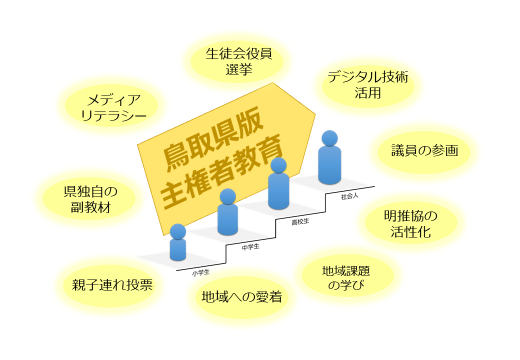 生徒会役員
選挙
デジタル技術
活用
メディア
リテラシー
鳥取県版
主権者教育
議員の参画
県独自の
副教材
社会人
高校生
中学生
小学生
明推協の
活性化
親子連れ投票
地域への愛着
地域課題
の学び